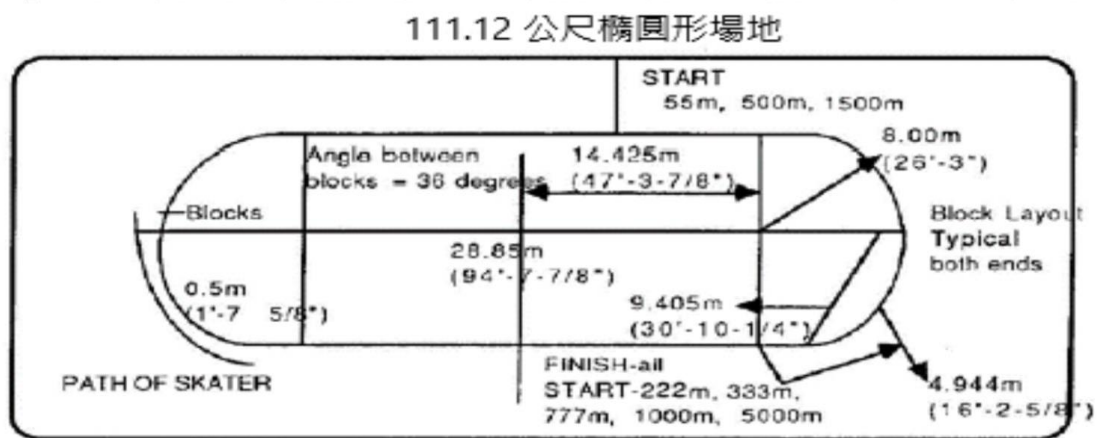 111.12 公尺橢圓形場地
START
55m, 500m, 1500m
8.00m
(26'-3")
Angle between
blocks = 36 degrees
14.425m
(47'-3-7/8")
Blocks
Block Layout
Typical
both ends
28.85m
(94'-7-7/8")
0.5m
(1'-7 5/8")
9.405m
(30'-10-1/4")
FINISH-all
START-222m, 333m,
777m, 1000m, 5000m
PATH OF SKATER
4.944m
(16'-2-5/8")